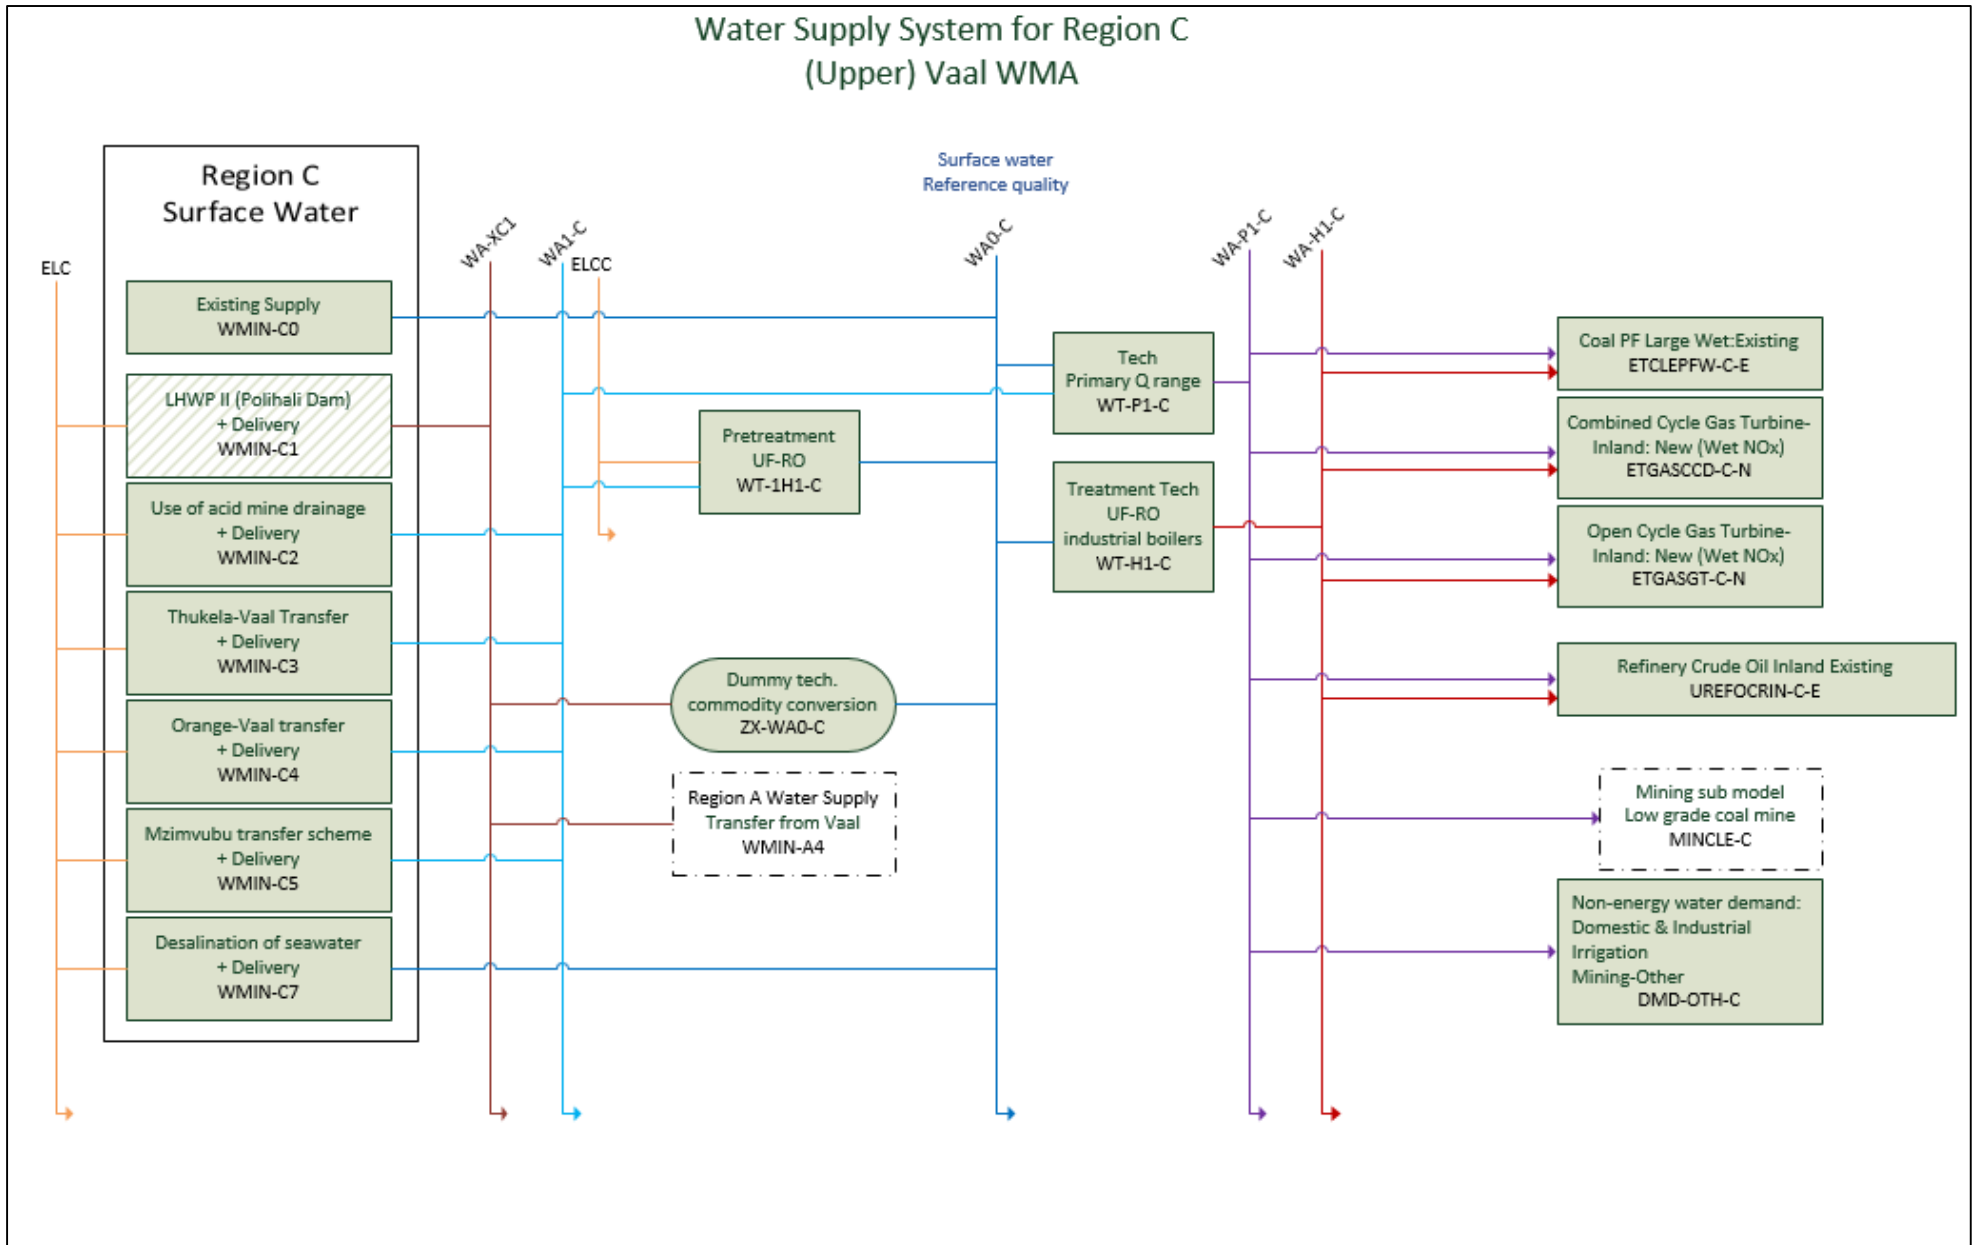 Water Supply System for Region C
(Upper) Vaal WMA
Region C
Surface Water
Surface water
Reference quality
ELC
WA-XC1
WA1-C
ELCC
WA0-C
WA-P1-C
WA-H1-C
Existing Supply
WMIN-C0
LHWP II (Polihali Dam)
+ Delivery
WMIN-C1
Use of acid mine drainage
+ Delivery
WMIN-C2
Thukela-Vaal Transfer
+ Delivery
WMIN-C3
Orange-Vaal transfer
+ Delivery
WMIN-C4
Mzimvubu transfer scheme
+ Delivery
WMIN-C5
Desalination of seawater
+ Delivery
WMIN-C7
Pretreatment
UF-RO
WT-1H1-C
Dummy tech.
commodity conversion
ZX-WA0-C
Region A Water Supply
Transfer from Vaal
WMIN-A4
Tech
Primary Q range
WT-P1-C
Treatment Tech
UF-RO
industrial boilers
WT-H1-C
Coal PF Large Wet:Existing
ETCLEPFW-C-E
Combined Cycle Gas Turbine-
Inland: New (Wet NOx)
ETGASCCD-C-N
Open Cycle Gas Turbine-
Inland: New (Wet NOx)
ETGASGT-C-N
Refinery Crude Oil Inland Existing
UREFOCRIN-C-E
Mining sub model
Low grade coal mine
MINCLE-C
Non-energy water demand:
Domestic & Industrial
Irrigation
Mining-Other
DMD-OTH-C